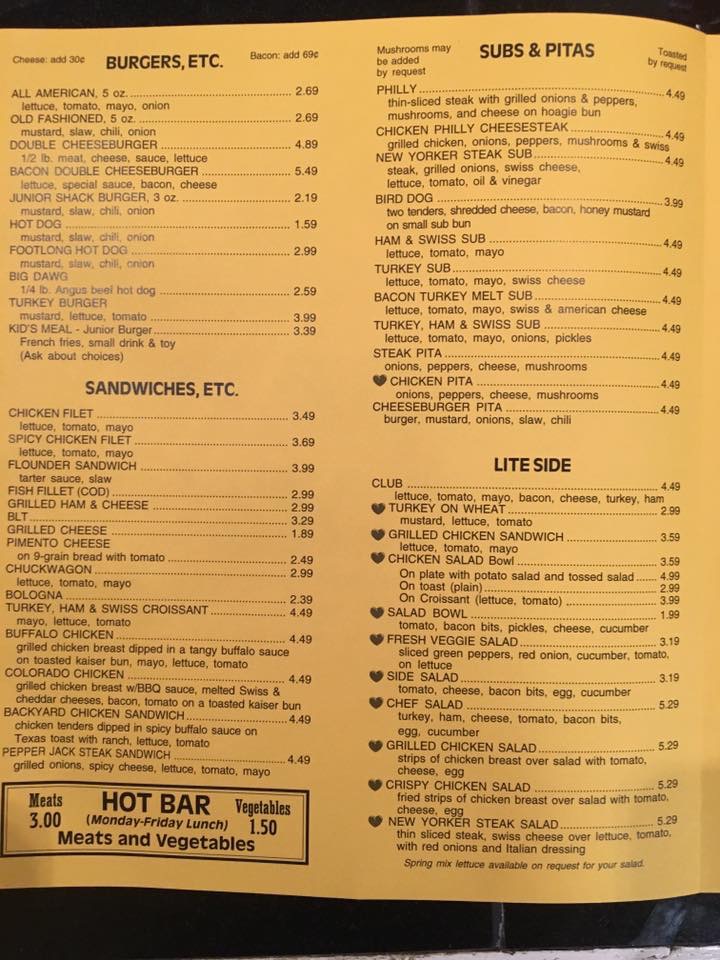 Cheese: add 30¢
BURGERS, ETC.
Bacon: add 69¢
ALL AMERICAN, 5 oz. 2.69
lettuce, tomato, mayo, onion
OLD FASHIONED, 5 oz. 2.69
mustard, slaw, chili, onion
DOUBLE CHEESEBURGER 4.89
1/2 lb. meat, cheese, sauce, lettuce
BACON DOUBLE CHEESEBURGER 5.49
lettuce, special sauce, bacon, cheese
JUNIOR SHACK BURGER, 3 oz. 2.19
mustard, slaw, chili, onion
HOT DOG 1.59
mustard, slaw, chili, onion
FOOTLONG HOT DOG 2.99
mustard, slaw, chili, onion
BIG DAWG
1/4 lb. Angus beef hot dog 2.59
TURKEY BURGER
mustard, lettuce, tomato 3.99
KID'S MEAL - Junior Burger 3.39
French fries, small drink & toy
(Ask about choices)
SANDWICHES, ETC.
CHICKEN FILET 3.49
lettuce, tomato, mayo
SPICY CHICKEN FILET 3.69
lettuce, tomato, mayo
FLOUNDER SANDWICH 3.99
tarter sauce, slaw
FISH FILLET (COD) 2.99
GRILLED HAM & CHEESE 2.99
BLT 3.29
GRILLED CHEESE 1.89
PIMENTO CHEESE
on 9-grain bread with tomato 2.49
CHUCKWAGON 2.99
lettuce, tomato, mayo
BOLOGNA 2.39
TURKEY, HAM & SWISS CROISSANT 4.49
mayo, lettuce, tomato
BUFFALO CHICKEN 4.49
grilled chicken breast dipped in a tangy buffalo sauce
on toasted kaiser bun, mayo, lettuce, tomato
COLORADO CHICKEN 4.49
grilled chicken breast w/BBQ sauce, melted Swiss &
cheddar cheeses, bacon, tomato on a toasted kaiser bun
BACKYARD CHICKEN SANDWICH 4.49
chicken tenders dipped in spicy buffalo sauce on
Texas toast with ranch, lettuce, tomato
PEPPER JACK STEAK SANDWICH 4.49
grilled onions, spicy cheese, lettuce, tomato, mayo
Meats
3.00
HOT BAR
(Monday-Friday Lunch)
Vegetables
1.50
Meats and Vegetables
Mushrooms may
be added
by request
SUBS & PITAS
Toasted
by request
PHILLY 4.49
thin-sliced steak with grilled onions & peppers,
mushrooms, and cheese on hoagie bun
CHICKEN PHILLY CHEESESTEAK 4.49
grilled chicken, onions, peppers, mushrooms & swiss
NEW YORKER STEAK SUB 4.49
steak, grilled onions, swiss cheese,
lettuce, tomato, oil & vinegar
BIRD DOG 3.99
two tenders, shredded cheese, bacon, honey mustard
on small sub bun
HAM & SWISS SUB 4.49
lettuce, tomato, mayo
TURKEY SUB 4.49
lettuce, tomato, mayo, swiss cheese
BACON TURKEY MELT SUB 4.49
lettuce, tomato, mayo, swiss & american cheese
TURKEY, HAM & SWISS SUB 4.49
lettuce, tomato, mayo, onions, pickles
STEAK PITA 4.49
onions, peppers, cheese, mushrooms
CHICKEN PITA 4.49
onions, peppers, cheese, mushrooms
CHEESEBURGER PITA 4.49
burger, mustard, onions, slaw, chili
LITE SIDE
CLUB 4.49
lettuce, tomato, mayo, bacon, cheese, turkey, ham
TURKEY ON WHEAT 2.99
mustard, lettuce, tomato
GRILLED CHICKEN SANDWICH 3.59
lettuce, tomato, mayo
CHICKEN SALAD Bowl 3.59
On plate with potato salad and tossed salad 4.99
On toast (plain) 2.99
On Croissant (lettuce, tomato) 3.99
SALAD BOWL 1.99
tomato, bacon bits, pickles, cheese, cucumber
FRESH VEGGIE SALAD 3.19
sliced green peppers, red onion, cucumber, tomato,
on lettuce
SIDE SALAD 3.19
tomato, cheese, bacon bits, egg, cucumber
CHEF SALAD 5.29
turkey, ham, cheese, tomato, bacon bits,
egg, cucumber
GRILLED CHICKEN SALAD 5.29
strips of chicken breast over salad with tomato,
cheese, egg
CRISPY CHICKEN SALAD 5.29
fried strips of chicken breast over salad with tomato,
cheese, egg
NEW YORKER STEAK SALAD 5.29
thin sliced steak, swiss cheese over lettuce, tomato,
with red onions and Italian dressing
Spring mix lettuce available on request for your salad.